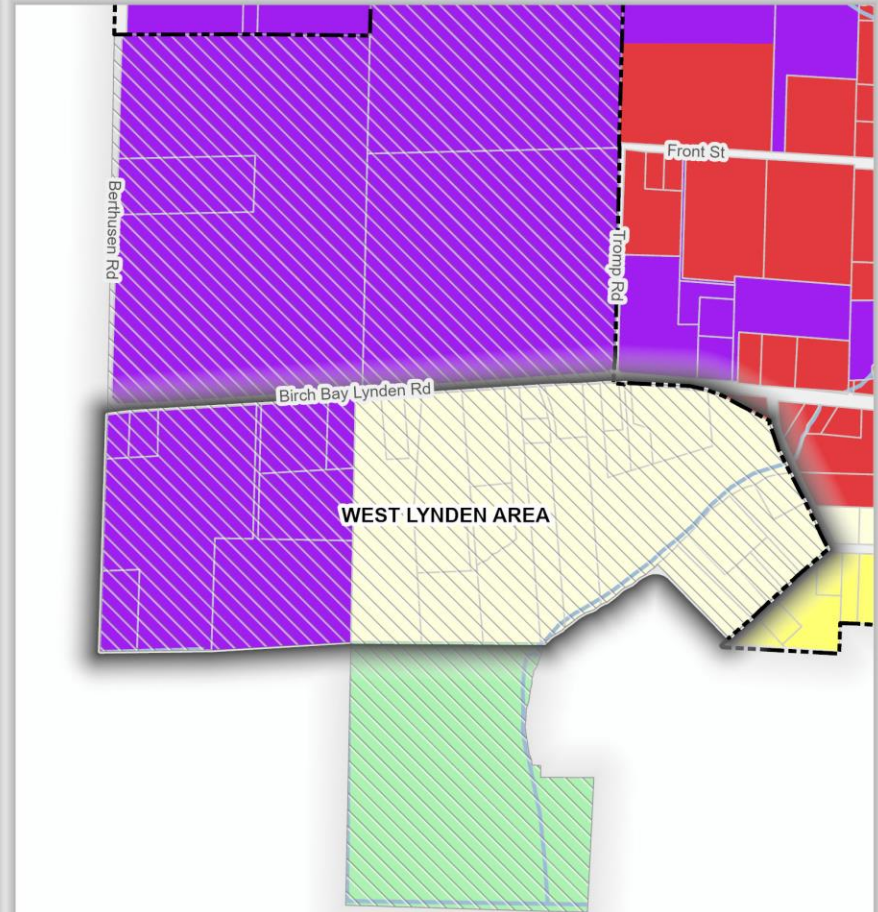 Front St
Berthusen Rd
Tromp Rd
Birch Bay Lynden Rd
WEST LYNDEN AREA